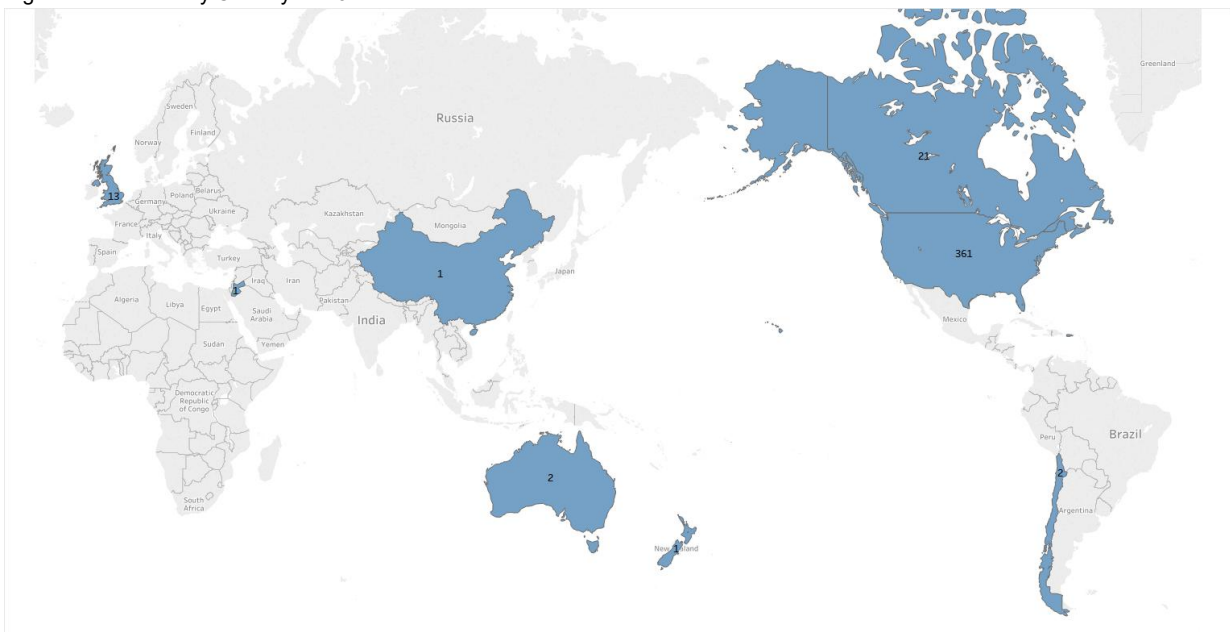 Greenland
Sweden
Finland
Russia
Norway
21
13
Belarus
Poland
Germany
Ukraine
Kazakhstan
France
Mongolia
Italy
361
Spain
Turkey
Japan
1
Iraq
Iran
1
Algeria
Libya
Egypt
Pakistan
Saudi
Arabia
India
Mexico
Sudan
Yemen
Democratic
Republic
of Congo
Peru
Brazil
2
2
South
Africa
Argentina
New
1
land